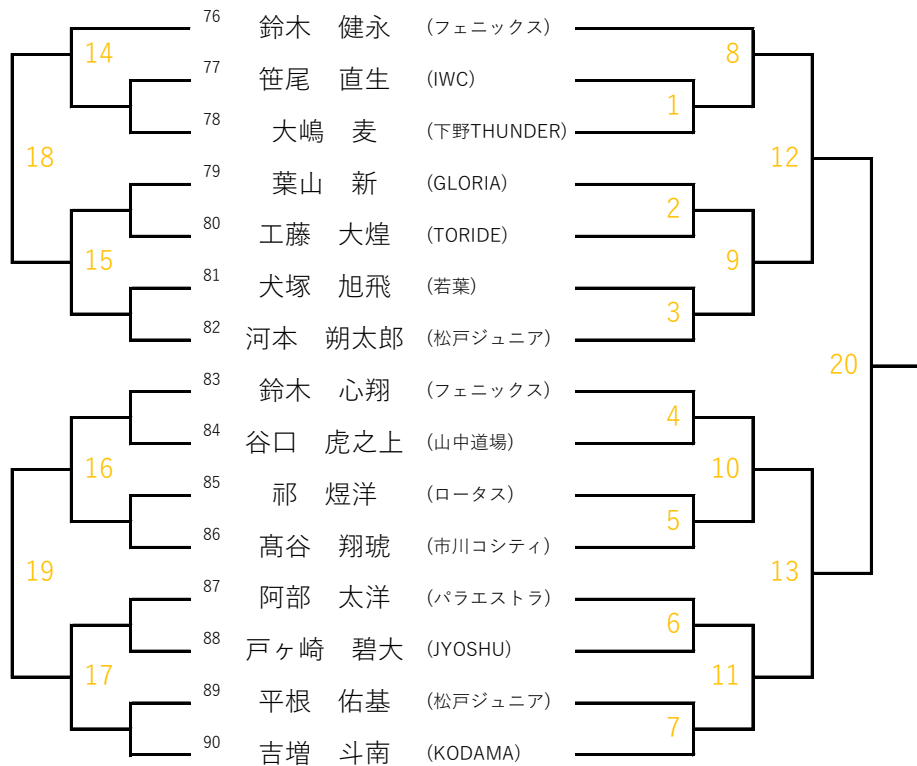 76 鈴木　健永 (フェニックス)
14 8
77 笹尾　直生 (IWC)
1
78 大嶋　麦 (下野THUNDER)
18 12
79 葉山　新 (GLORIA)
2
80 工藤　大煌 (TORIDE)
15 9
81 犬塚　旭飛 (若葉)
3
82 河本　朔太郎 (松戸ジュニア)
20
83 鈴木　心翔 (フェニックス)
4
84 谷口　虎之上 (山中道場)
16 10
85 祁　煜洋 (ロータス)
5
86 髙谷　翔琥 (市川コシティ)
19 13
87 阿部　太洋 (パラエストラ)
6
88 戸ヶ崎　碧大 (JYOSHU)
17 11
89 平根　佑基 (松戸ジュニア)
7
90 吉増　斗南 (KODAMA)